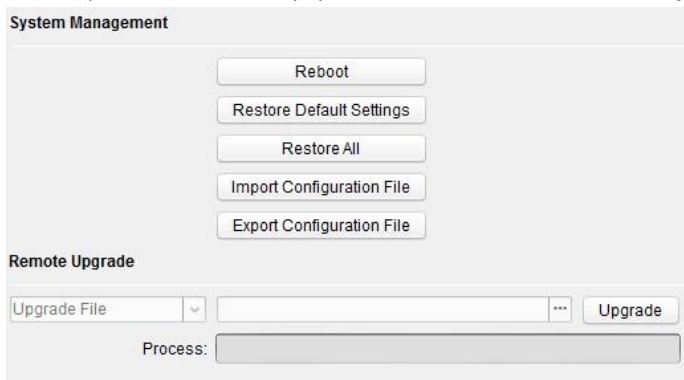 System Management
Reboot
Restore Default Settings
Restore All
Import Configuration File
Export Configuration File
Remote Upgrade
Upgrade File ... Upgrade
Process: